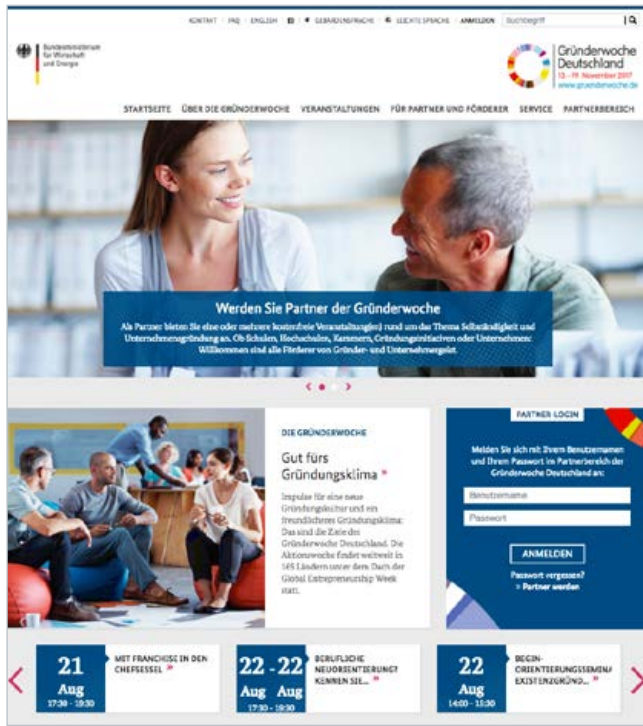 KONTAKT | FAQ | ENGLISH | GEBÄRDENSPRACHE | LEICHTE SPRACHE | ANMELDEN Suchbegriff
Bundesministerium
für Wirtschaft
und Energie
Gründerwoche
Deutschland
13. - 19. November 2017
www.gruenderwoche.de
STARTSEITE ÜBER DIE GRÜNDERWOCHE VERANSTALTUNGEN FÜR PARTNER UND FÖRDERER SERVICE PARTNERBEREICH
Werden Sie Partner der Gründerwoche
Als Partner bieten Sie eine oder mehrere kostenfreie Veranstaltung(en) rund um das Thema Selbständigkeit und
Unternehmensgründung an. Ob Schulen, Hochschulen, Kammern, Gründungsinitiativen oder Unternehmen:
Willkommen sind alle Förderer von Gründer- und Unternehmergeist.
DIE GRÜNDERWOCHE
Gut fürs
Gründungsklima »
Impulse für eine neue
Gründungskultur und ein
freundlicheres Gründungsklima:
Das sind die Ziele der
Gründerwoche Deutschland. Die
Aktionswoche findet weltweit in
165 Ländern unter dem Dach der
Global Entrepreneurship Week
statt.
PARTNER LOGIN
Melden Sie sich mit Ihrem Benutzernamen
und Ihrem Passwort im Partnerbereich der
Gründerwoche Deutschland an:
Benutzername
Passwort
ANMELDEN
Passwort vergessen?
» Partner werden
21
Aug
17:30 - 19:30
MIT FRANCHISE IN DEN
CHEFSESSEL »
22 - 22
Aug Aug
17:30 - 19:30
BERUFLICHE
NEUORIENTIERUNG?
KENNEN SIE... »
22
Aug
14:00 - 15:30
BEGIN-
ORIENTIERUNGSSEMINA
EXISTENZGRÜND... »